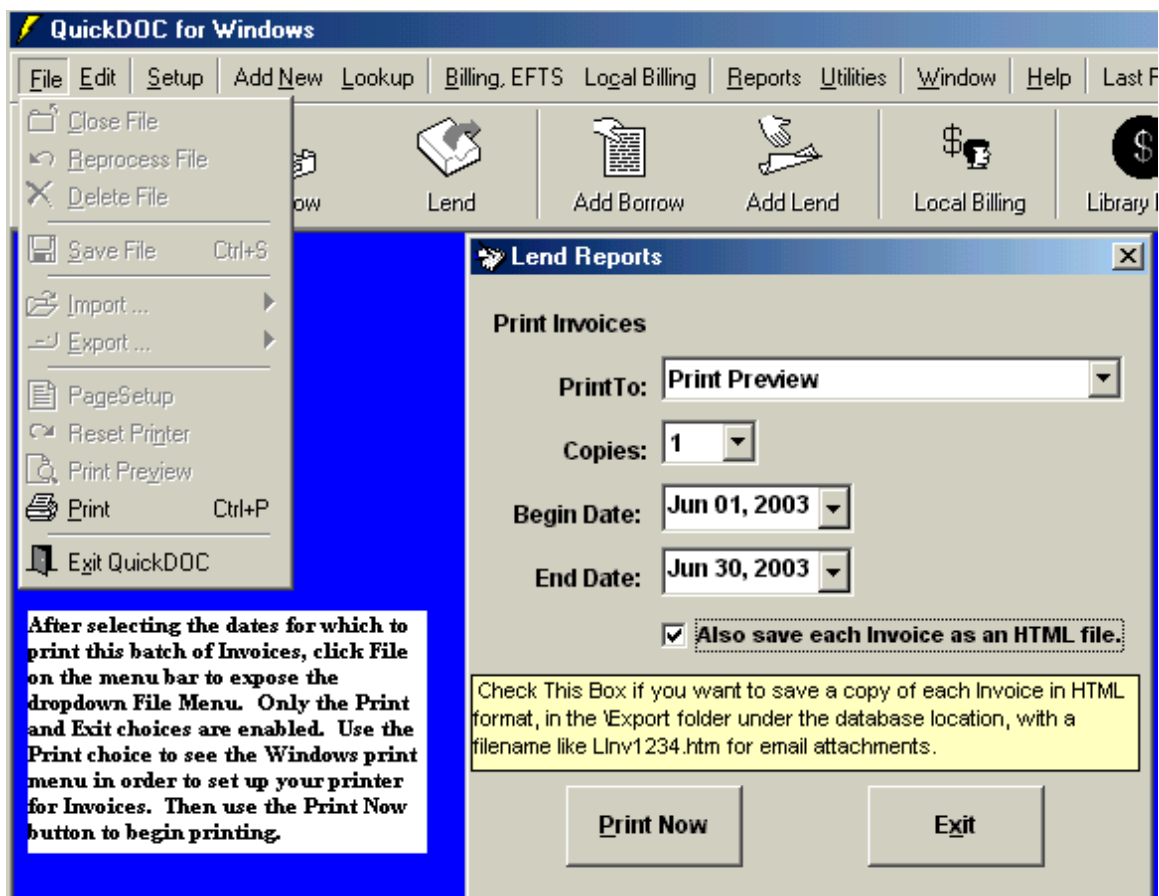 QuickDOC for Windows
File Edit Setup Add New Lookup Billing, EFTS Local Billing Reports Utilities Window Help Last
Close File
Reprocess File
Delete File
Save File Ctrl+S
Import ...
Export ...
PageSetup
Reset Printer
Print Preview
Print Ctrl+P
Exit QuickDOC
ow Lend Add Borrow Add Lend Local Billing Library
Lend Reports
Print Invoices
PrintTo: Print Preview
Copies: 1
Begin Date: Jun 01, 2003
End Date: Jun 30, 2003
Also save each Invoice as an HTML file.
Check This Box if you want to save a copy of each Invoice in HTML
format, in the \Export folder under the database location, with a
filename like LInv1234.htm for email attachments.
Print Now Exit
After selecting the dates for which to
print this batch of Invoices, click File
on the menu bar to expose the
dropdown File Menu.  Only the Print
and Exit choices are enabled.  Use the
Print choice to see the Windows print
menu in order to set up your printer
for Invoices.  Then use the Print Now
button to begin printing.